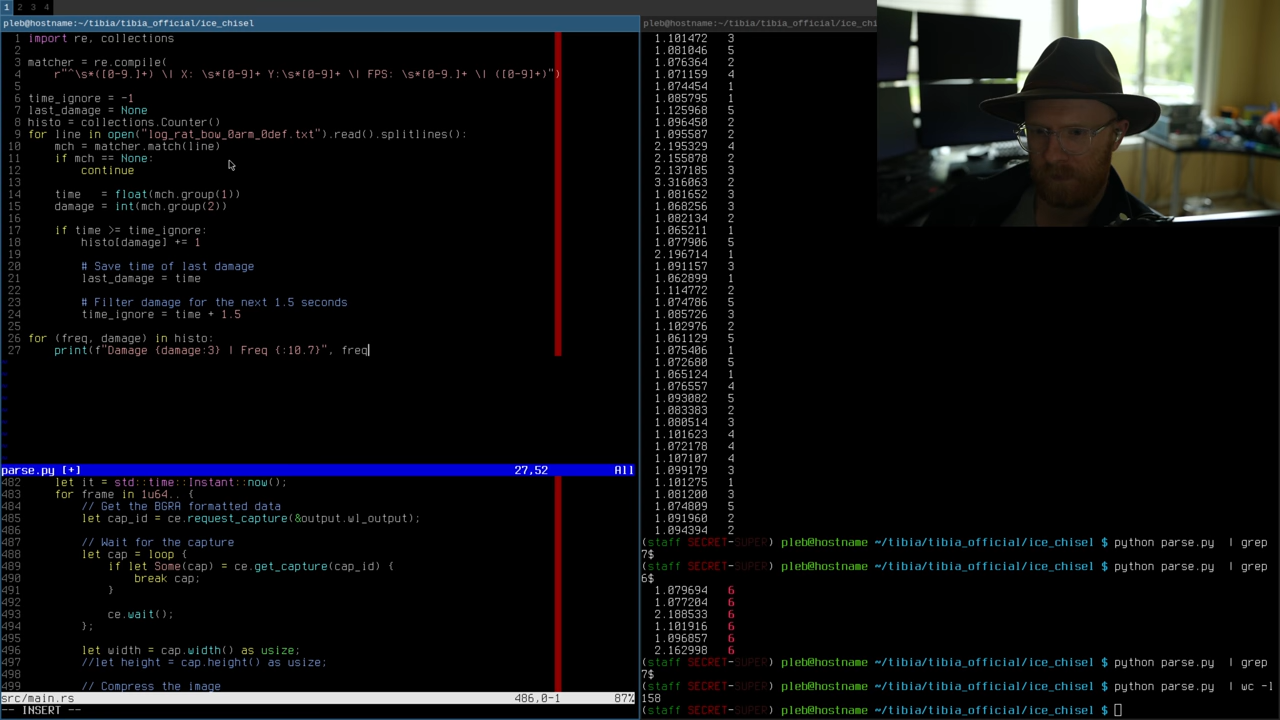 1 2 3 4
pleb@hostname:~/tibia/tibia_official/ice_chisel
1 import re, collections
2
3 matcher = re.compile(
4     r"^\s*([0-9.]+) \| X: \s*[0-9]+ Y:\s*[0-9]+ \| FPS: \s*[0-9.]+ \| ([0-9]+)")
5
6 time_ignore = -1
7 last_damage = None
8 histo = collections.Counter()
9 for line in open("log_rat_bow_0arm_0def.txt").read().splitlines():
10     mch = matcher.match(line)
11     if mch == None:
12         continue
13
14     time   = float(mch.group(1))
15     damage = int(mch.group(2))
16
17     if time >= time_ignore:
18         histo[damage] += 1
19
20         # Save time of last damage
21         last_damage = time
22
23         # Filter damage for the next 1.5 seconds
24         time_ignore = time + 1.5
25
26 for (freq, damage) in histo:
27     print(f"Damage {damage:3} | Freq {:10.7}", freq
~
~
~
~
~
~
~
~
~
parse.py [+] 27,52 All
482     let it = std::time::Instant::now();
483     for frame in 1u64.. {
484         // Get the BGRA formatted data
485         let cap_id = ce.request_capture(&output.wl_output);
486
487         // Wait for the capture
488         let cap = loop {
489             if let Some(cap) = ce.get_capture(cap_id) {
490                 break cap;
491             }
492
493             ce.wait();
494         };
495
496         let width = cap.width() as usize;
497         //let height = cap.height() as usize;
498
499         // Compress the image
src/main.rs 486,0-1 87%
-- INSERT --
pleb@hostname:~/tibia/tibia_official/ice_chi
1.101472 3
1.081046 5
1.076364 2
1.071159 4
1.074454 1
1.085795 1
1.125968 5
1.096450 2
1.095587 2
2.195329 4
2.155878 2
2.137185 3
3.316063 2
1.081652 3
1.068256 3
1.082134 2
1.065211 1
1.077906 5
2.196714 1
1.091157 3
1.062899 1
1.114772 2
1.074786 5
1.085726 3
1.102976 2
1.061129 5
1.075406 1
1.072680 5
1.065124 1
1.076557 4
1.093082 5
1.083383 2
1.080514 3
1.101623 4
1.072178 4
1.107107 4
1.099179 3
1.101275 1
1.081200 3
1.074809 5
1.091960 2
1.094394 2
(staff SECRET-SUPER) pleb@hostname ~/tibia/tibia_official/ice_chisel $ python parse.py  | grep
7$
(staff SECRET-SUPER) pleb@hostname ~/tibia/tibia_official/ice_chisel $ python parse.py  | grep
6$
1.079694 6
1.077204 6
2.188533 6
1.101916 6
1.096857 6
2.162998 6
(staff SECRET-SUPER) pleb@hostname ~/tibia/tibia_official/ice_chisel $ python parse.py  | grep
7$
(staff SECRET-SUPER) pleb@hostname ~/tibia/tibia_official/ice_chisel $ python parse.py  | wc -l
158
(staff SECRET-SUPER) pleb@hostname ~/tibia/tibia_official/ice_chisel $